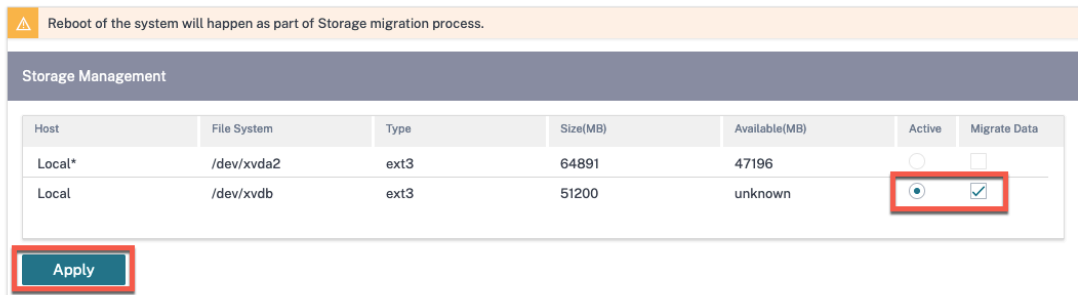 Reboot of the system will happen as part of Storage migration process.
Storage Management
Host File System Type Size(MB) Available(MB) Active Migrate Data
Local* /dev/xvda2 ext3 64891 47196
Local /dev/xvdb ext3 51200 unknown
Apply